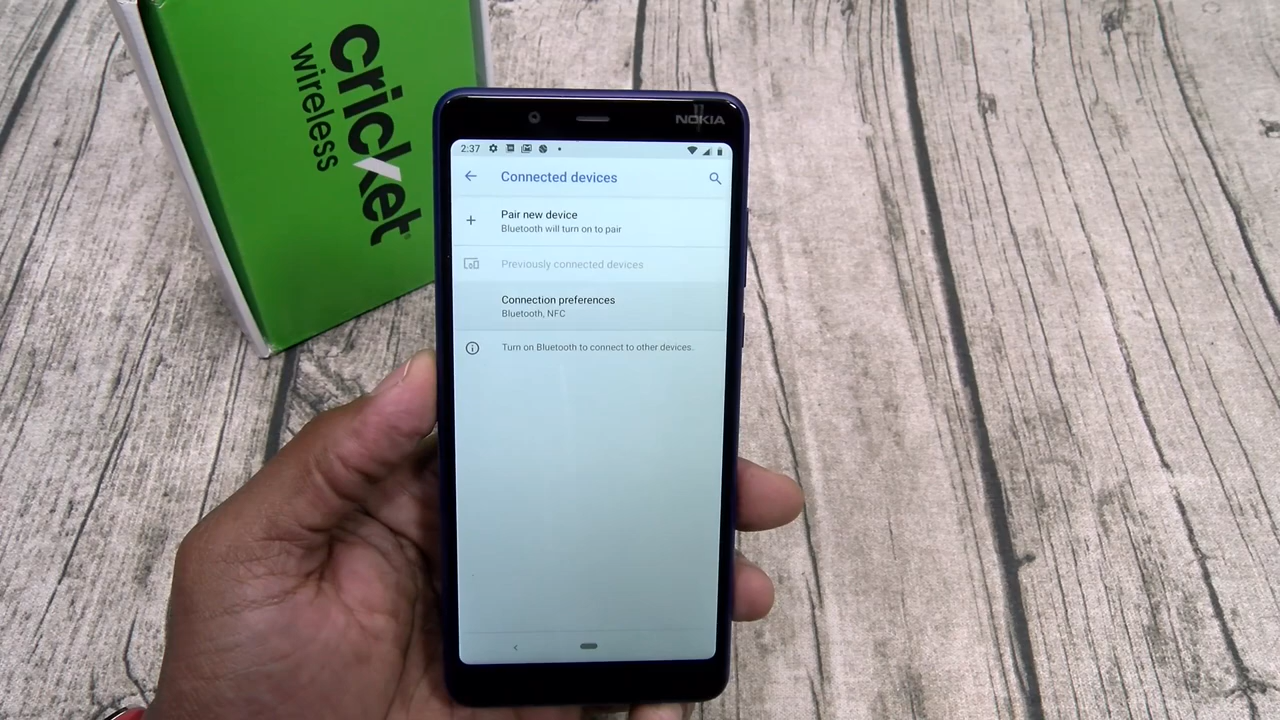 cricket
wireless
NOKIA
2:37
Connected devices
Pair new device
Bluetooth will turn on to pair
Previously connected devices
Connection preferences
Bluetooth, NFC
Turn on Bluetooth to connect to other devices.